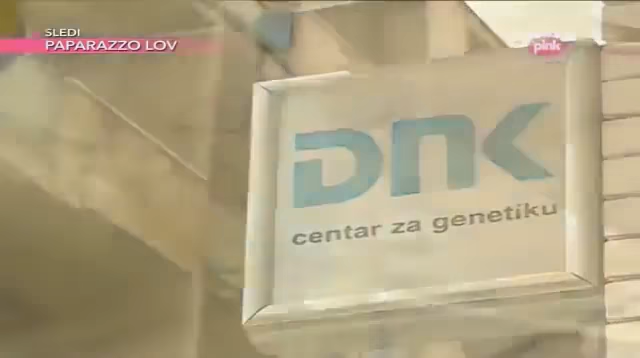 SLEDI
PAPARAZZO LOV
pink
DNK
centar za genetiku